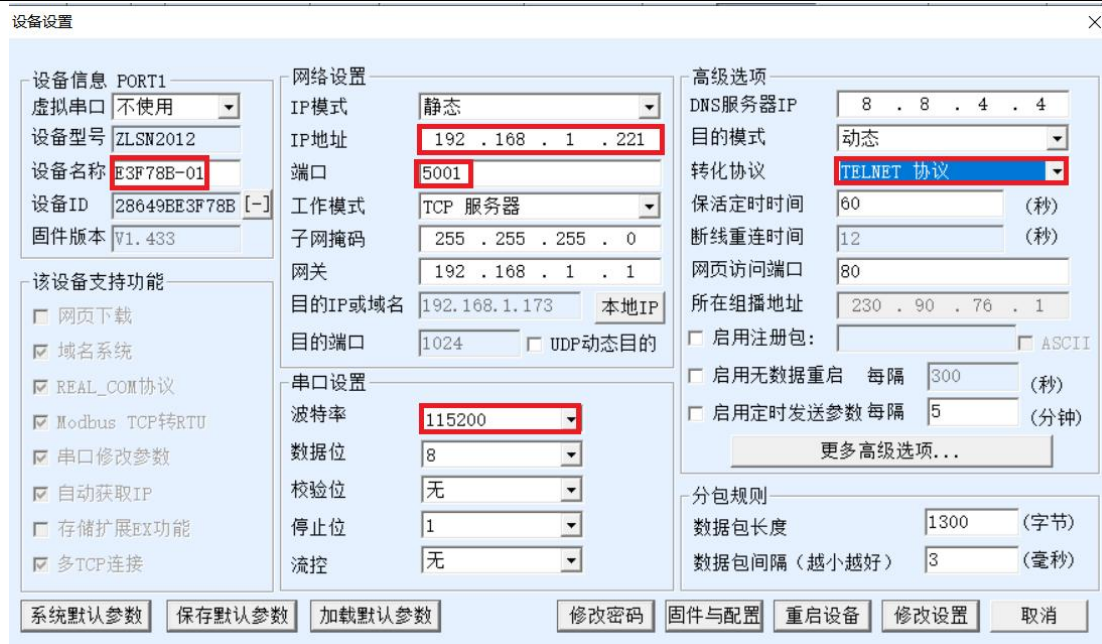 设备设置
设备信息 PORT1
虚拟串口 不使用
设备型号 ZLSN2012
设备名称 E3F78B-01
设备ID 28649BE3F78B [-]
固件版本 V1.433
该设备支持功能
网页下载
域名系统
REAL_COM协议
Modbus TCP转RTU
串口修改参数
自动获取IP
存储扩展EX功能
多TCP连接
网络设置
IP模式 静态
IP地址 192 . 168 . 1 . 221
端口 5001
工作模式 TCP 服务器
子网掩码 255 . 255 . 255 . 0
网关 192 . 168 . 1 . 1
目的IP或域名 192.168.1.173 本地IP
目的端口 1024 UDP动态目的
串口设置
波特率 115200
数据位 8
校验位 无
停止位 1
流控 无
高级选项
DNS服务器IP 8 . 8 . 4 . 4
目的模式 动态
转化协议 TELNET 协议
保活定时时间 60 (秒)
断线重连时间 12 (秒)
网页访问端口 80
所在组播地址 230 . 90 . 76 . 1
启用注册包: ASCII
启用无数据重启 每隔 300 (秒)
启用定时发送参数 每隔 5 (分钟)
更多高级选项...
分包规则
数据包长度 1300 (字节)
数据包间隔(越小越好) 3 (毫秒)
系统默认参数 保存默认参数 加载默认参数 修改密码 固件与配置 重启设备 修改设置 取消